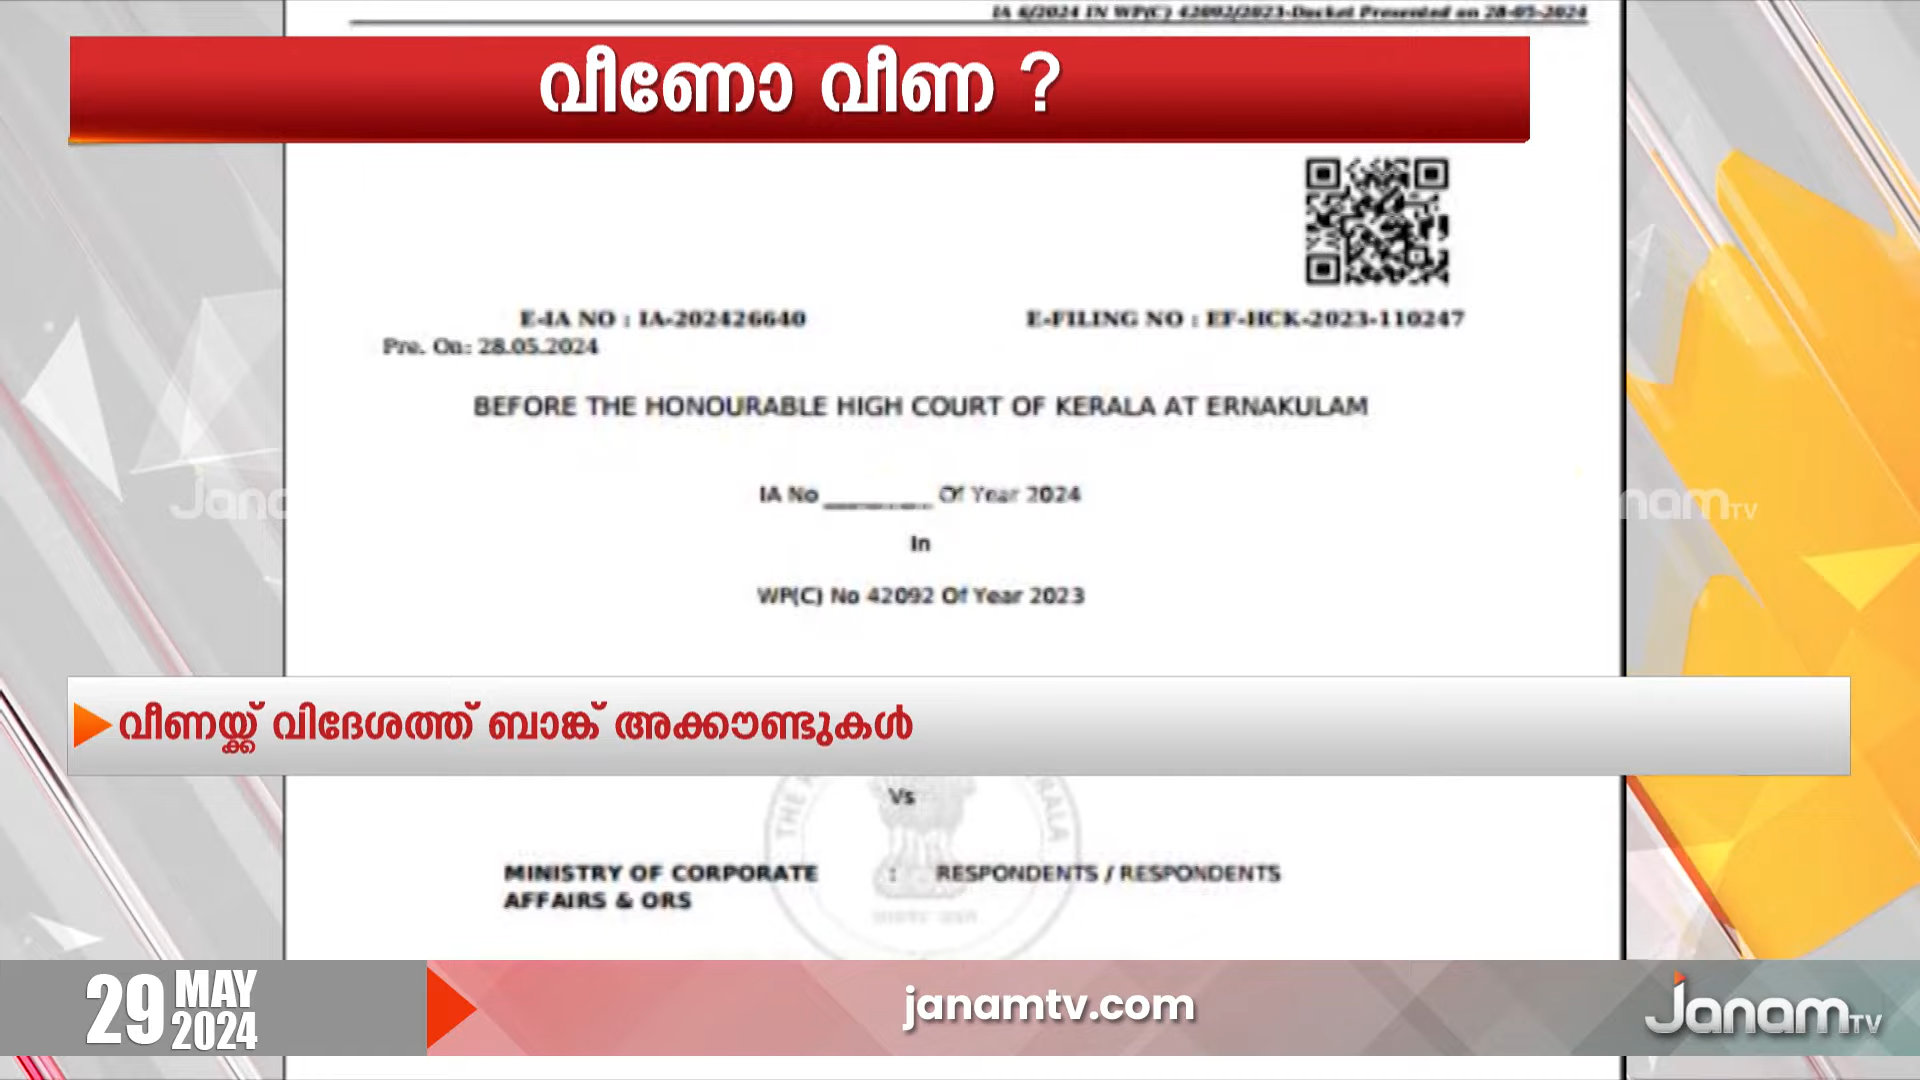 IA 6/2024 IN WP(C) 42092/2023-Docket Presented on 28-05-2024
വീണോ വീണ ?
E-IA NO : IA-202426640
E-FILING NO : EF-HCK-2023-110247
Pre. On: 28.05.2024
BEFORE THE HONOURABLE HIGH COURT OF KERALA AT ERNAKULAM
IA No ________ Of Year 2024
In
WP(C) No 42092 Of Year 2023
വീണയ്ക്ക് വിദേശത്ത് ബാങ്ക് അക്കൗണ്ടുകൾ
Vs
MINISTRY OF CORPORATE : RESPONDENTS / RESPONDENTS
AFFAIRS & ORS
29 MAY 2024
janamtv.com
Janam TV